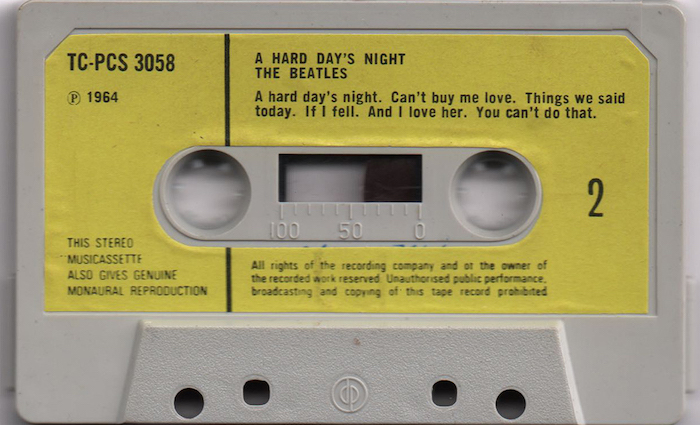 TC-PCS 3058
Ⓟ 1964
A HARD DAY'S NIGHT
THE BEATLES
A hard day's night. Can't buy me love. Things we said
today. If I fell. And I love her. You can't do that.
2
100 50 0
THIS STEREO
MUSICASSETTE
ALSO GIVES GENUINE
MONAURAL REPRODUCTION
All rights of the recording company and ot the owner of
the recorded work reserved. Unauthorised public performance,
broadcasting and copying of this tape record prohibited